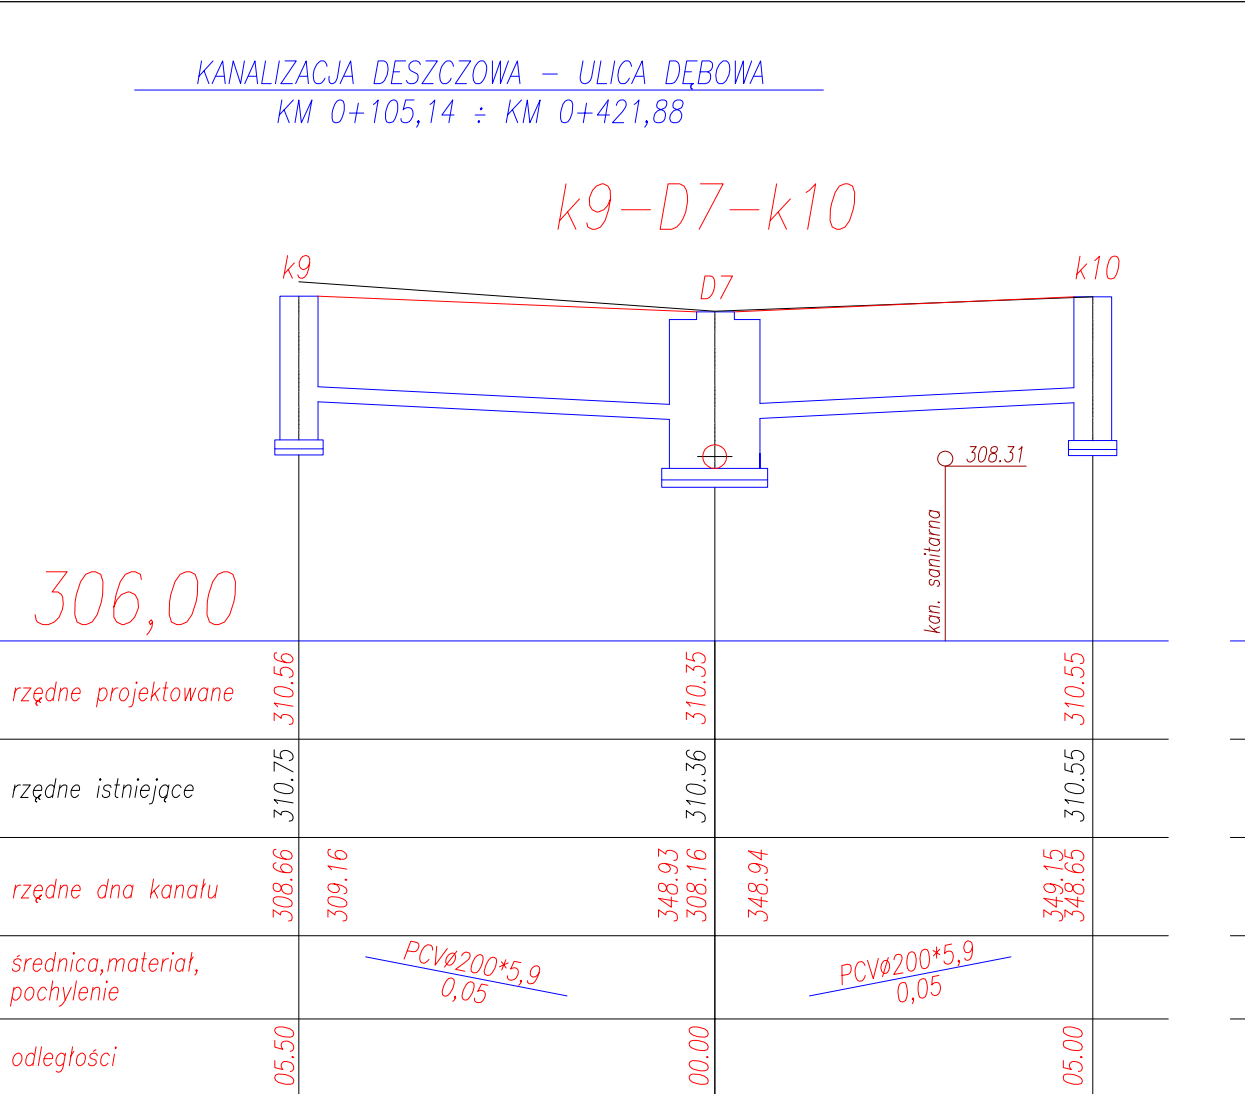 KANALIZACJA DESZCZOWA – ULICA DĘBOWA
KM 0+105,14 ÷ KM 0+421,88
k9–D7–k10
k9
D7
k10
308.31
kan. sanitarna
306,00
rzędne projektowane
310.56
310.35
310.55
rzędne istniejące
310.75
310.36
310.55
rzędne dna kanału
308.66
309.16
348.93
308.16
348.94
349.15
348.65
średnica,materiał,
pochylenie
PCVø200*5,9
0,05
PCVø200*5,9
0,05
odległości
05.50
00.00
05.00